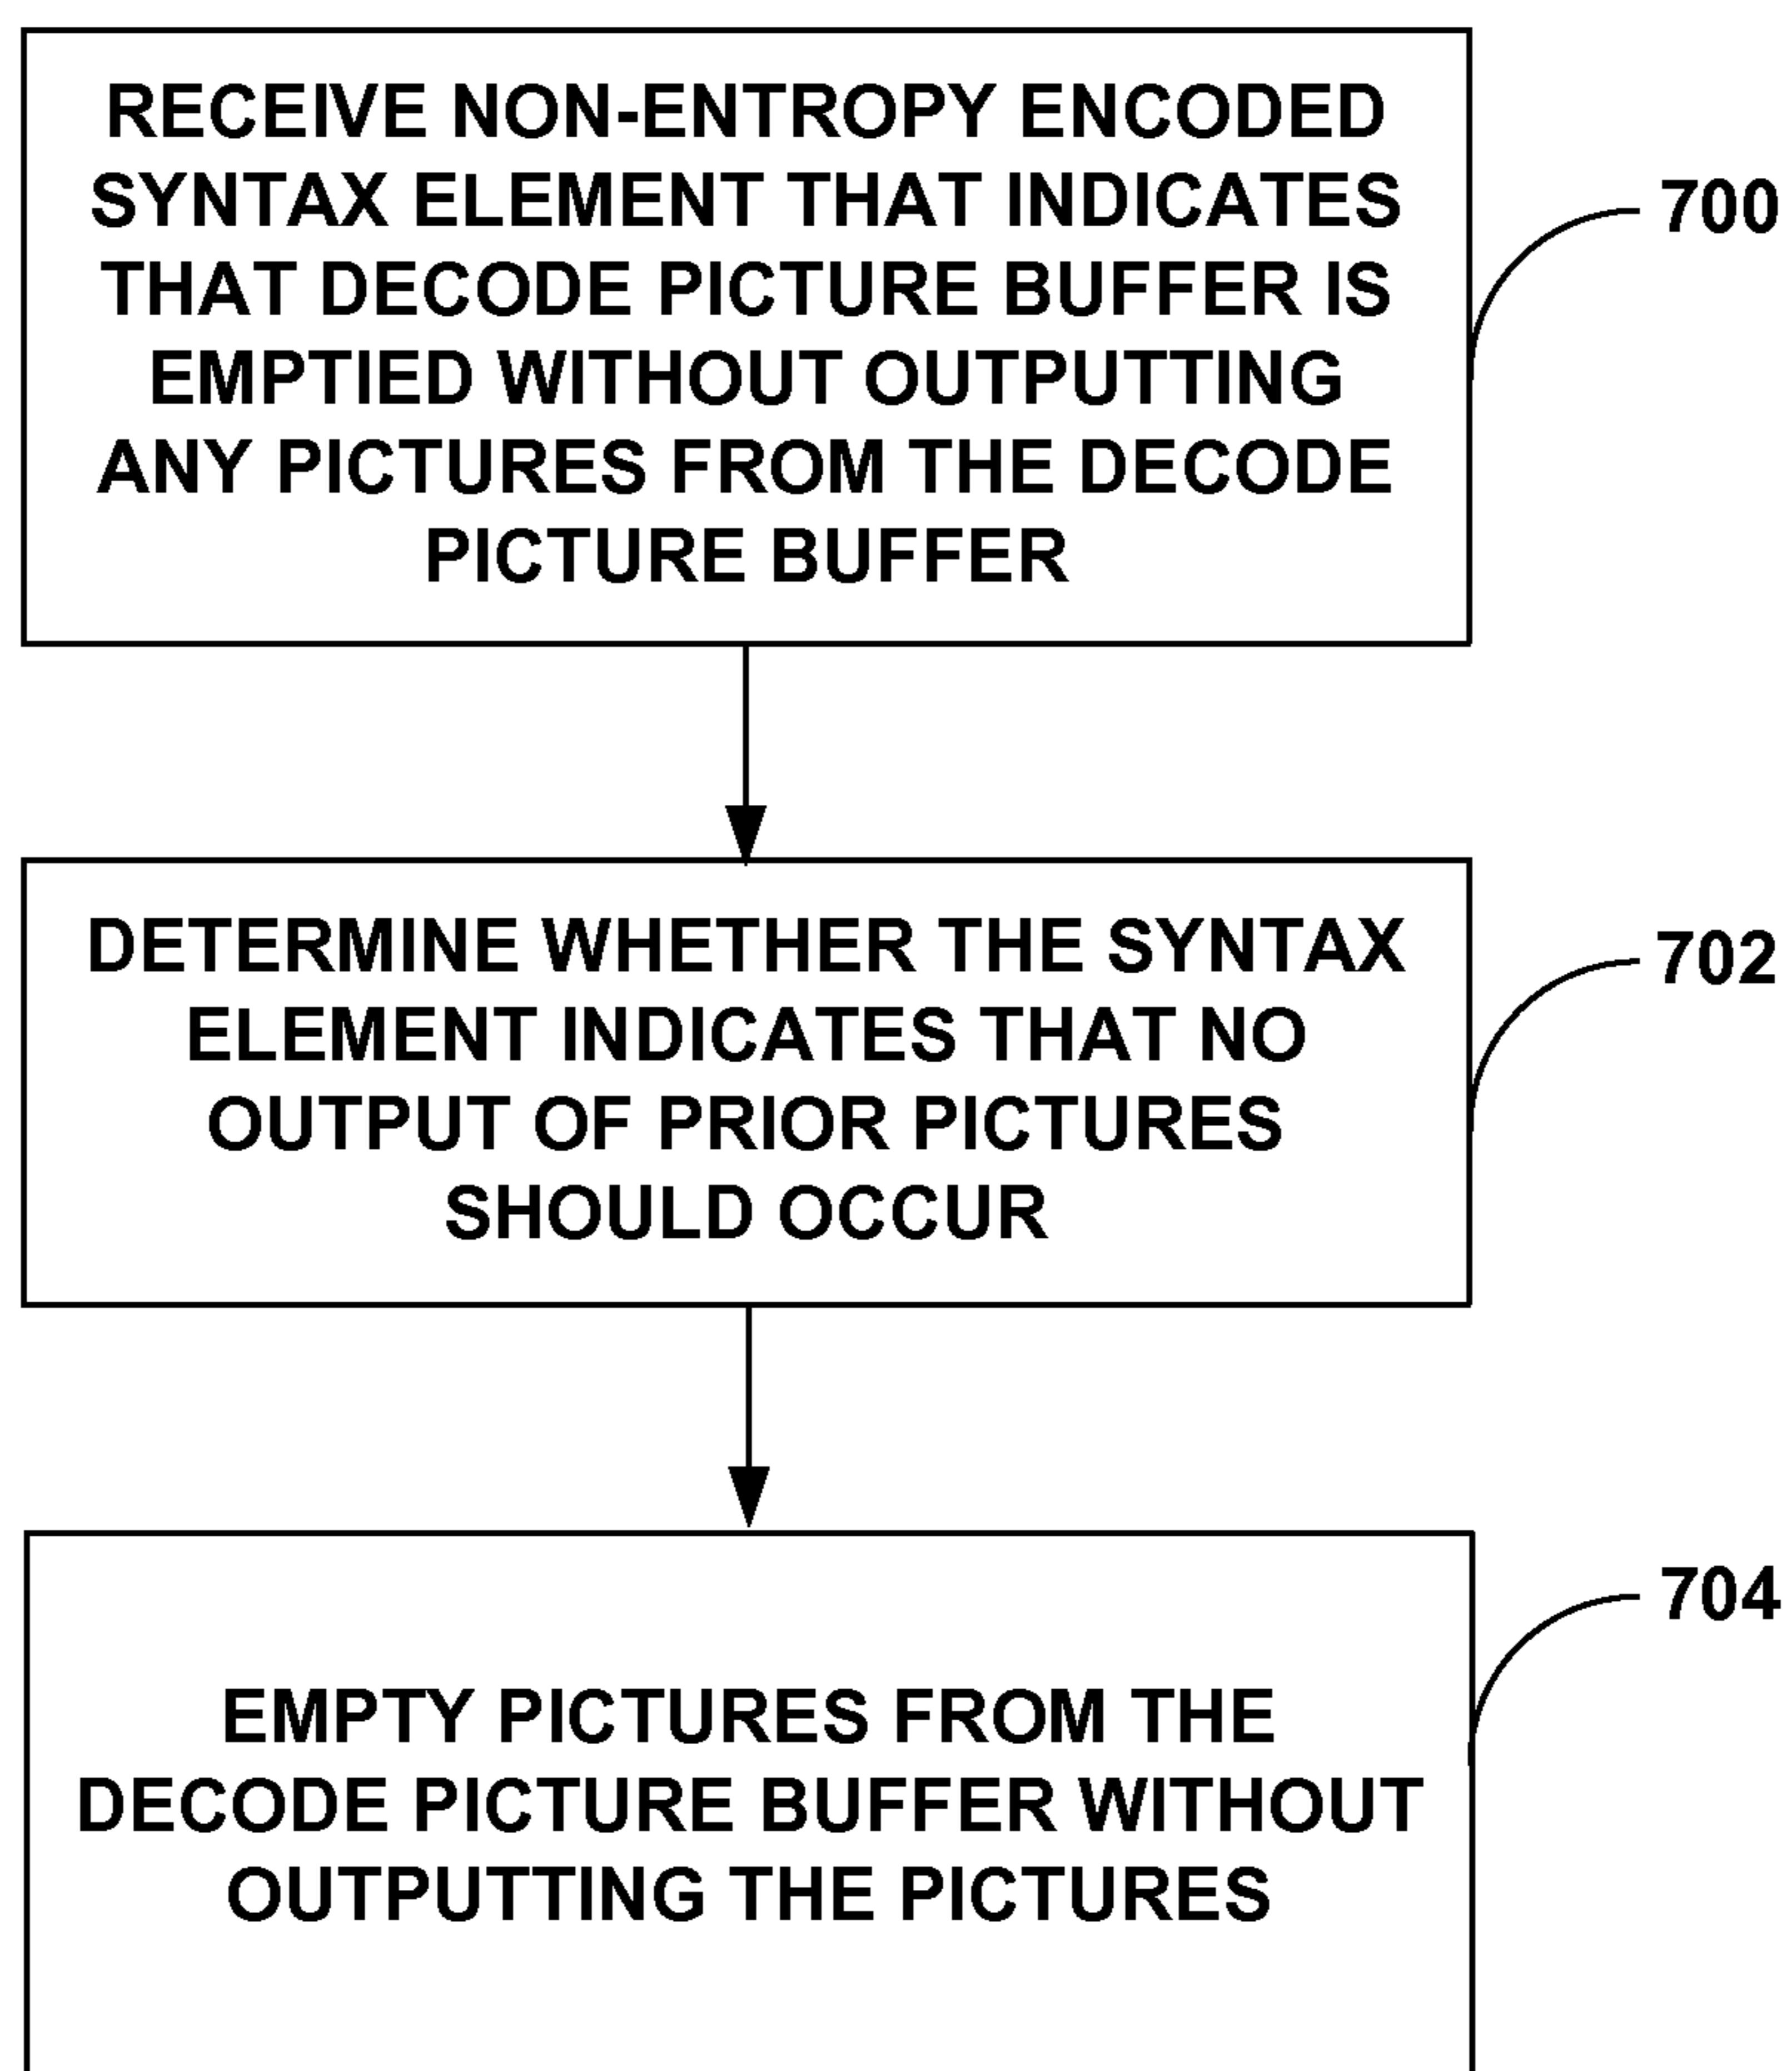 RECEIVE NON-ENTROPY ENCODED
SYNTAX ELEMENT THAT INDICATES
THAT DECODE PICTURE BUFFER IS
EMPTIED WITHOUT OUTPUTTING
ANY PICTURES FROM THE DECODE
PICTURE BUFFER
700
DETERMINE WHETHER THE SYNTAX
ELEMENT INDICATES THAT NO
OUTPUT OF PRIOR PICTURES
SHOULD OCCUR
702
EMPTY PICTURES FROM THE
DECODE PICTURE BUFFER WITHOUT
OUTPUTTING THE PICTURES
704